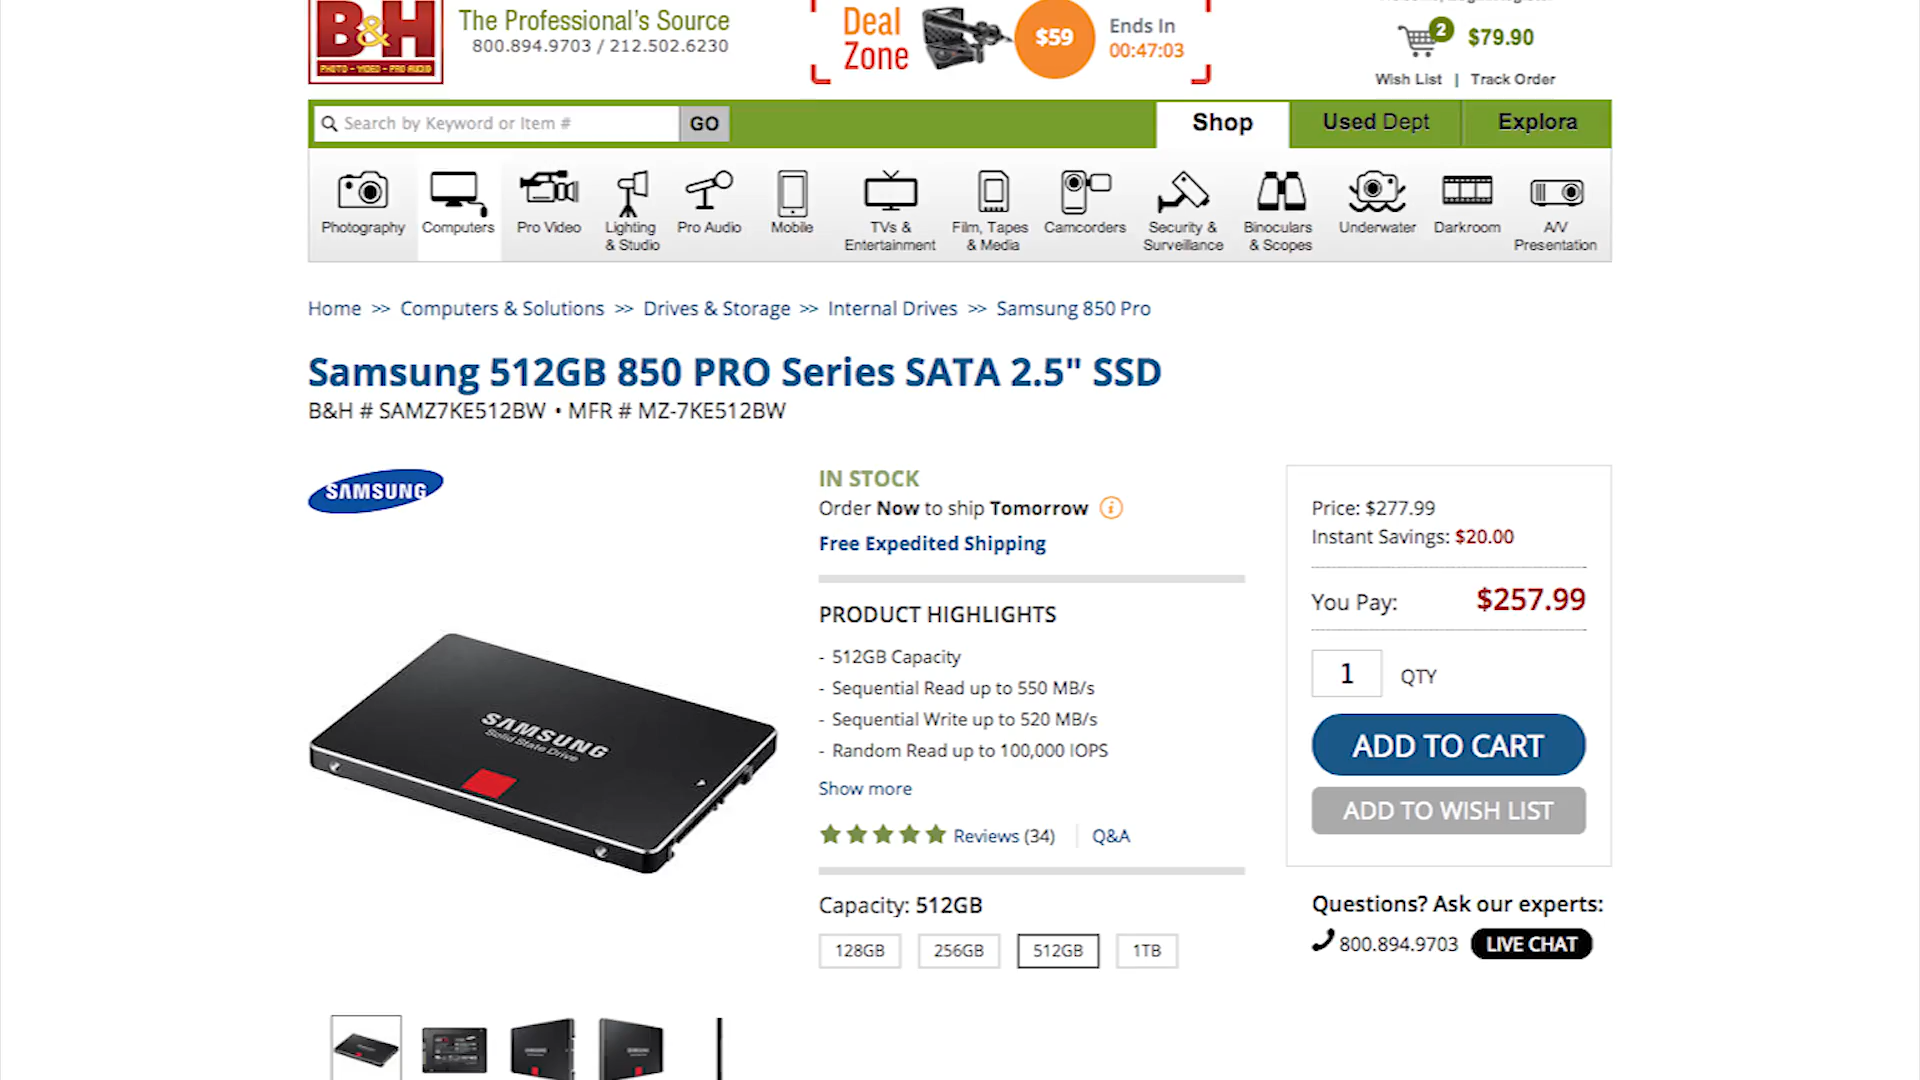 B&H
PHOTO - VIDEO - PRO AUDIO
The Professional's Source
800.894.9703 / 212.502.6230
Deal
Zone
$59
Ends In
00:47:03
2
$79.90
Wish List | Track Order
Search by Keyword or Item #
GO
Shop
Used Dept
Explora
Photography
Computers
Pro Video
Lighting
& Studio
Pro Audio
Mobile
TVs &
Entertainment
Film, Tapes
& Media
Camcorders
Security &
Surveillance
Binoculars
& Scopes
Underwater
Darkroom
A/V
Presentation
Home >> Computers & Solutions >> Drives & Storage >> Internal Drives >> Samsung 850 Pro
Samsung 512GB 850 PRO Series SATA 2.5" SSD
B&H # SAMZ7KE512BW • MFR # MZ-7KE512BW
SAMSUNG
SAMSUNG
Solid State Drive
IN STOCK
Order Now to ship Tomorrow
Free Expedited Shipping
PRODUCT HIGHLIGHTS
- 512GB Capacity
- Sequential Read up to 550 MB/s
- Sequential Write up to 520 MB/s
- Random Read up to 100,000 IOPS
Show more
Reviews (34)
Q&A
Capacity: 512GB
128GB
256GB
512GB
1TB
Price: $277.99
Instant Savings: $20.00
You Pay: $257.99
1 QTY
ADD TO CART
ADD TO WISH LIST
Questions? Ask our experts:
800.894.9703
LIVE CHAT